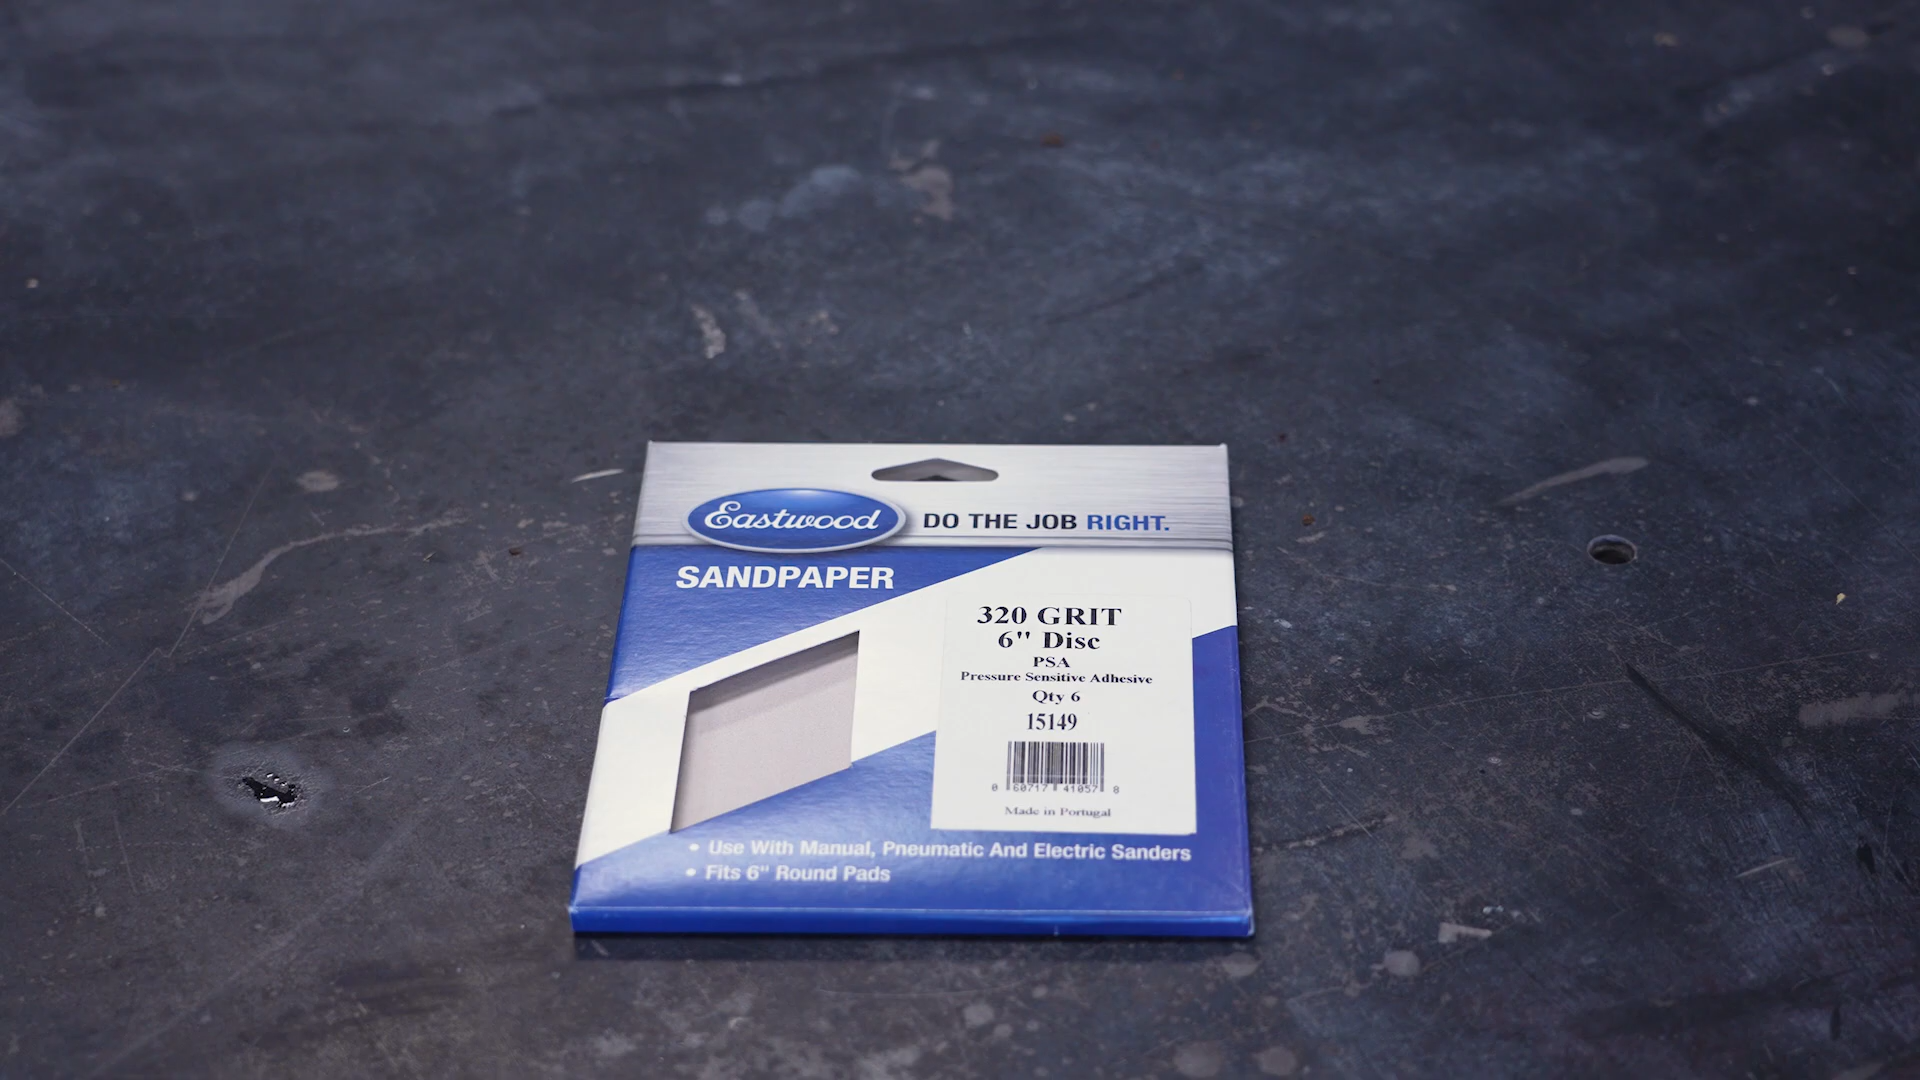 Eastwood DO THE JOB RIGHT.
SANDPAPER
320 GRIT
6" Disc
PSA
Pressure Sensitive Adhesive
Qty 6
15149
0 60717 41057 8
Made in Portugal
• Use With Manual, Pneumatic And Electric Sanders
• Fits 6" Round Pads